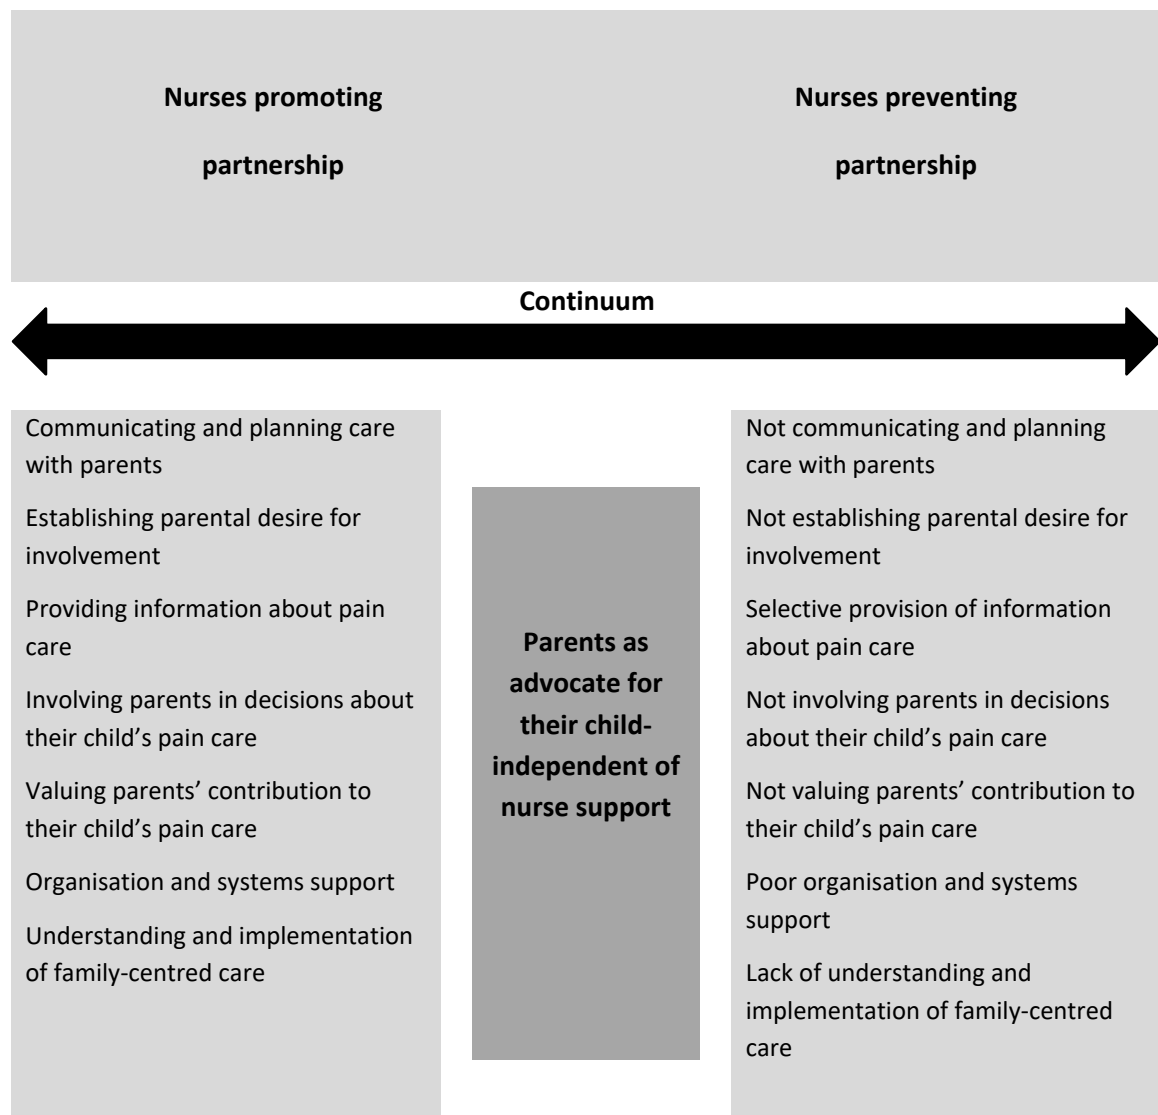 Nurses promoting
partnership
Nurses preventing
partnership
Continuum
Communicating and planning care
with parents
Establishing parental desire for
involvement
Providing information about pain
care
Involving parents in decisions about
their child’s pain care
Valuing parents’ contribution to
their child’s pain care
Organisation and systems support
Understanding and implementation
of family-centred care
Parents as
advocate for
their child-
independent of
nurse support
Not communicating and planning
care with parents
Not establishing parental desire for
involvement
Selective provision of information
about pain care
Not involving parents in decisions
about their child’s pain care
Not valuing parents’ contribution to
their child’s pain care
Poor organisation and systems
support
Lack of understanding and
implementation of family-centred
care